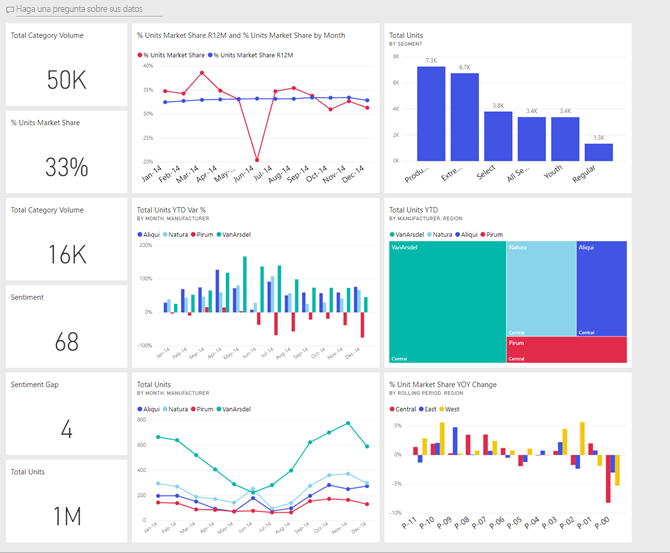 Haga una pregunta sobre sus datos
Total Category Volume
50K
% Units Market Share
33%
Total Category Volume
16K
Sentiment
68
Sentiment Gap
4
Total Units
1M
% Units Market Share R12M and % Units Market Share by Month
% Units Market Share % Units Market Share R12M
40%
35%
30%
25%
20%
Jan-14 Feb-14 Mar-14 Apr-14 May-... Jun-14 Jul-14 Aug-14 Sep-14 Oct-14 Nov-14 Dec-14
Total Units
BY SEGMENT
8K
6K
4K
2K
0K
7.3K 6.7K 3.8K 3.4K 3.4K 1.3K
Produ... Extre... Select All Se... Youth Regular
Total Units YTD Var %
BY MONTH, MANUFACTURER
Aliqui Natura Pirum VanArsdel
200%
100%
0%
-100%
Jan-14 Feb-14 Mar-14 Apr-14 May-14 Jun-14 Jul-14 Aug-14 Sep-14 Oct-14 Nov-14 Dec-14
Total Units YTD
BY MANUFACTURER, REGION
VanArsdel Natura Aliqui Pirum
VanArsdel
Central
Natura
Central
Aliqui
Central
Pirum
Central
Total Units
BY MONTH, MANUFACTURER
Aliqui Natura Pirum VanArsdel
800
600
400
200
0
Jan-14 Feb-14 Mar-14 Apr-14 May-14 Jun-14 Jul-14 Aug-14 Sep-14 Oct-14 Nov-14 Dec-14
% Unit Market Share YOY Change
BY ROLLING PERIOD, REGION
Central East West
5%
0%
-5%
-10%
P-11 P-10 P-09 P-08 P-07 P-06 P-05 P-04 P-03 P-02 P-01 P-00